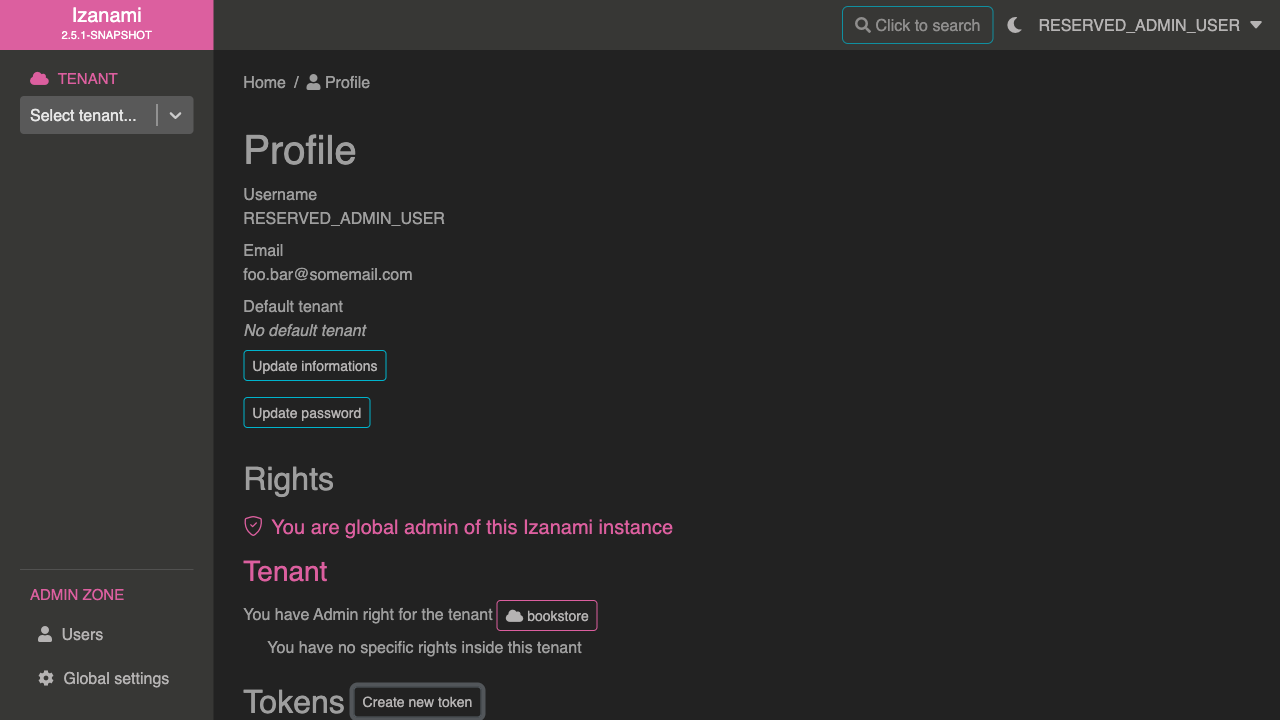 Izanami
2.5.1-SNAPSHOT
Click to search
RESERVED_ADMIN_USER
TENANT
Select tenant...
Home / Profile
Profile
Username
RESERVED_ADMIN_USER
Email
foo.bar@somemail.com
Default tenant
No default tenant
Update informations
Update password
Rights
You are global admin of this Izanami instance
Tenant
You have Admin right for the tenant bookstore
You have no specific rights inside this tenant
Tokens Create new token
ADMIN ZONE
Users
Global settings